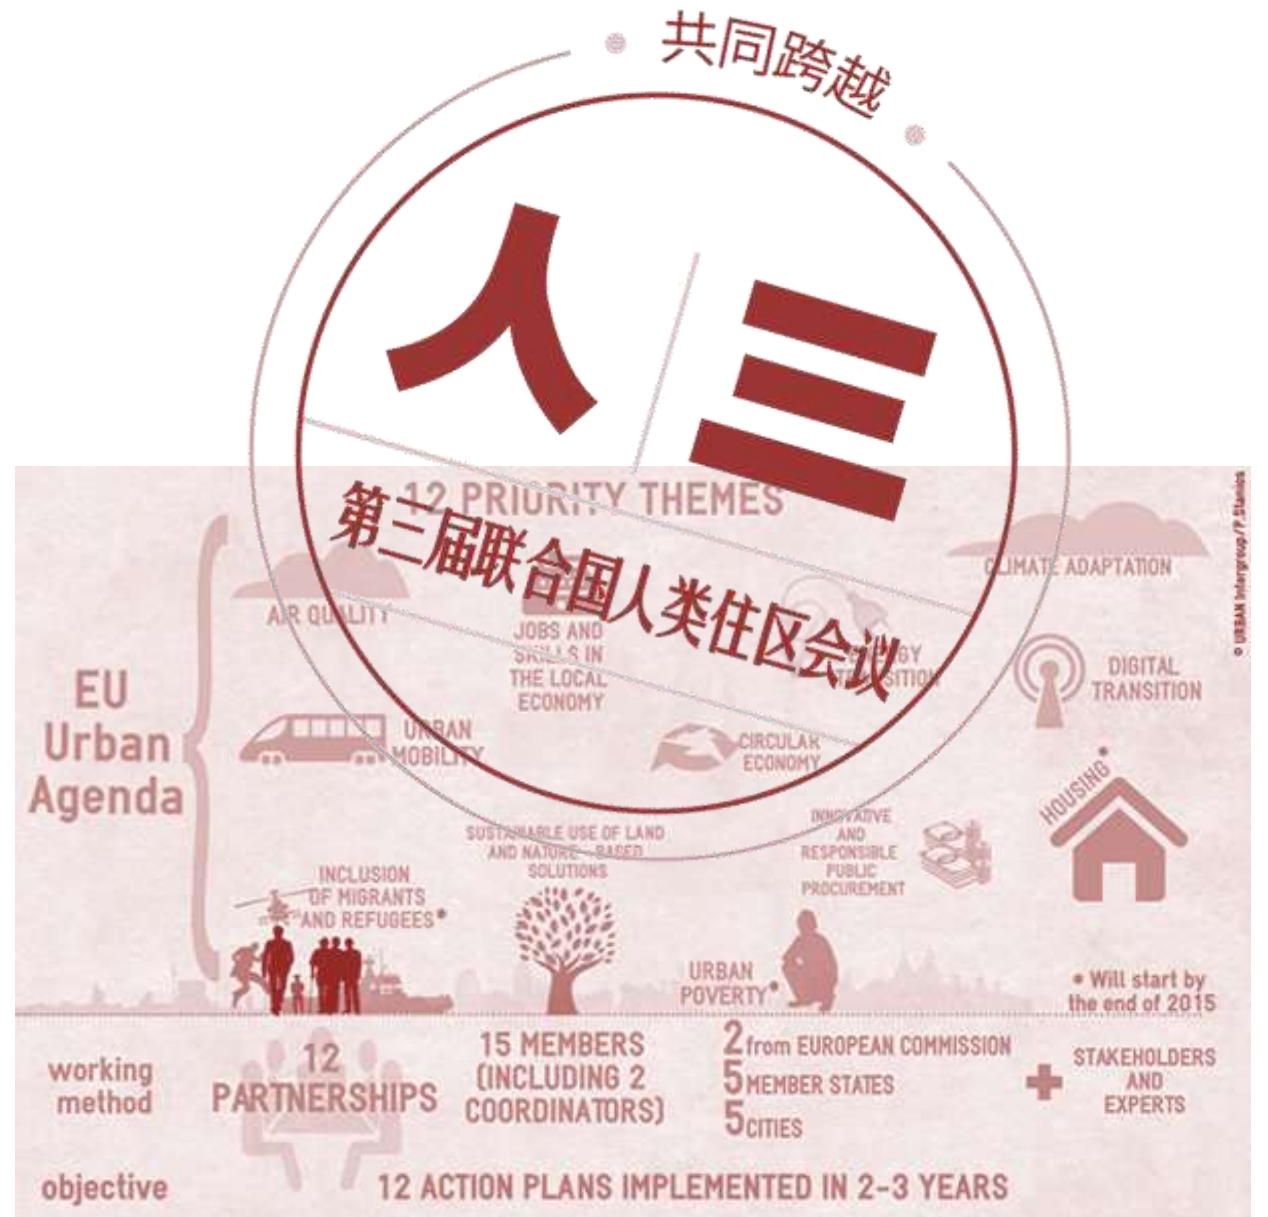 共同跨越
人三
第三届联合国人类住区会议
12 PRIORITY THEMES
© URBAN Intergroup/P.Stanics
EU
Urban
Agenda
AIR QUALITY
JOBS AND
SKILLS IN
THE LOCAL
ECONOMY
ENERGY
TRANSITION
CLIMATE ADAPTATION
DIGITAL
TRANSITION
URBAN
MOBILITY
CIRCULAR
ECONOMY
HOUSING*
INCLUSION
OF MIGRANTS
AND REFUGEES*
SUSTAINABLE USE OF LAND
AND NATURE - BASED
SOLUTIONS
INNOVATIVE
AND
RESPONSIBLE
PUBLIC
PROCUREMENT
URBAN
POVERTY*
* Will start by
the end of 2015
working
method
12
PARTNERSHIPS
15 MEMBERS
(INCLUDING 2
COORDINATORS)
2 from EUROPEAN COMMISSION
5 MEMBER STATES
5 CITIES
+
STAKEHOLDERS
AND
EXPERTS
objective
12 ACTION PLANS IMPLEMENTED IN 2-3 YEARS